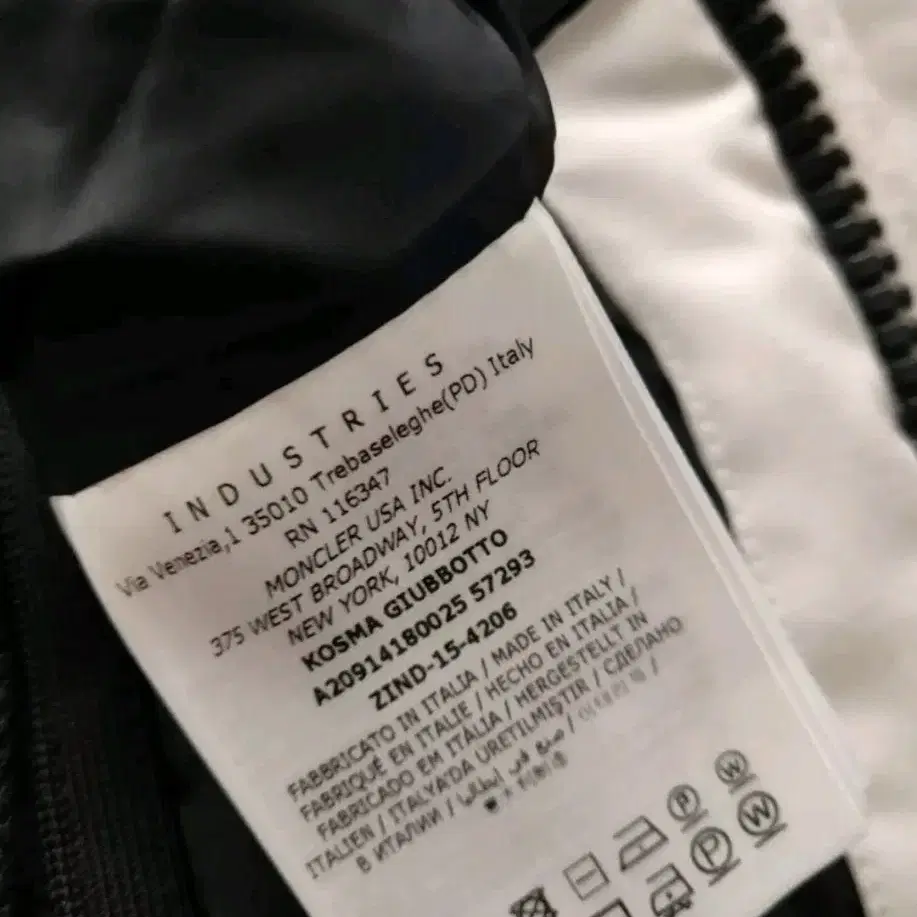 INDUSTRIES
Via Venezia,1 35010 Trebaseleghe(PD) Italy
RN 116347
MONCLER USA INC.
375 WEST BROADWAY, 5TH FLOOR
NEW YORK, 10012 NY
KOSMA GIUBBOTTO
A20914180025 57293
ZIND-15-4206
FABBRICATO IN ITALIA / MADE IN ITALY /
FABRIQUÉ EN ITALIE / HECHO EN ITALIA /
FABRICADO EM ITÀLIA / HERGESTELLT IN
ITALIEN / ITALYA'DA ÜRETILMIŞTIR / СДЕЛАНО
В ИТАЛИИ / صنع في إيطاليا /
P
W
P
W